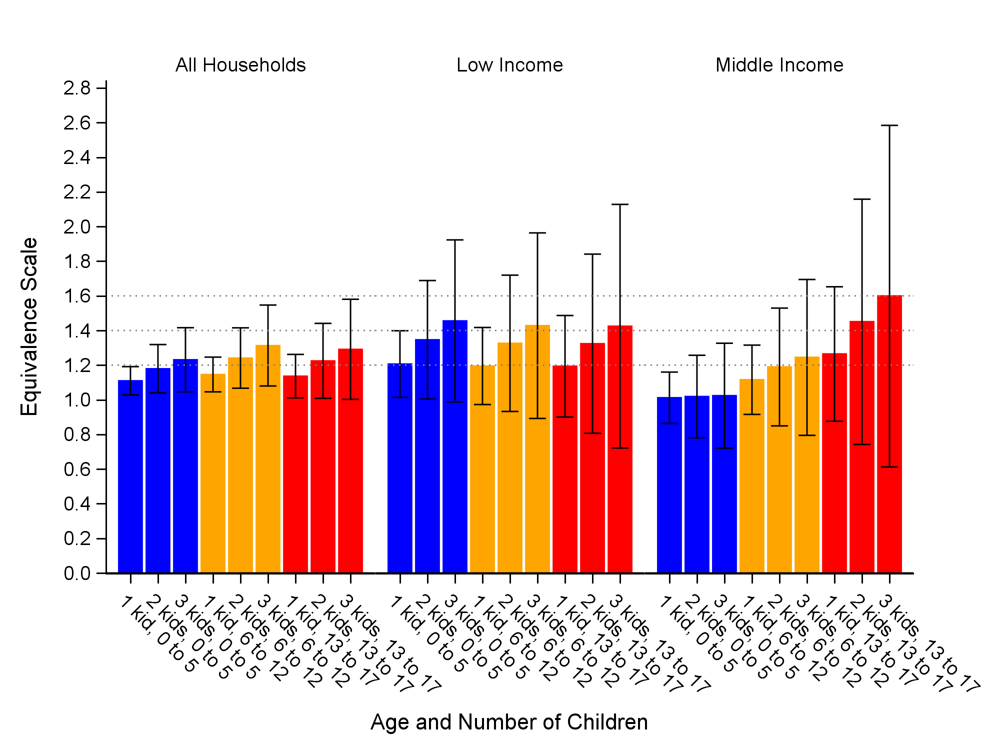 All Households
Low Income
Middle Income
2.8
2.6
2.4
2.2
2.0
1.8
1.6
1.4
1.2
1.0
0.8
0.6
0.4
0.2
0.0
Equivalence Scale
1 kid, 0 to 5
2 kids, 0 to 5
3 kids, 0 to 5
1 kid, 6 to 12
2 kids, 6 to 12
3 kids, 6 to 12
1 kid, 13 to 17
2 kids, 13 to 17
3 kids, 13 to 17
1 kid, 0 to 5
2 kids, 0 to 5
3 kids, 0 to 5
1 kid, 6 to 12
2 kids, 6 to 12
3 kids, 6 to 12
1 kid, 13 to 17
2 kids, 13 to 17
3 kids, 13 to 17
1 kid, 0 to 5
2 kids, 0 to 5
3 kids, 0 to 5
1 kid, 6 to 12
2 kids, 6 to 12
3 kids, 6 to 12
1 kid, 13 to 17
2 kids, 13 to 17
3 kids, 13 to 17
Age and Number of Children